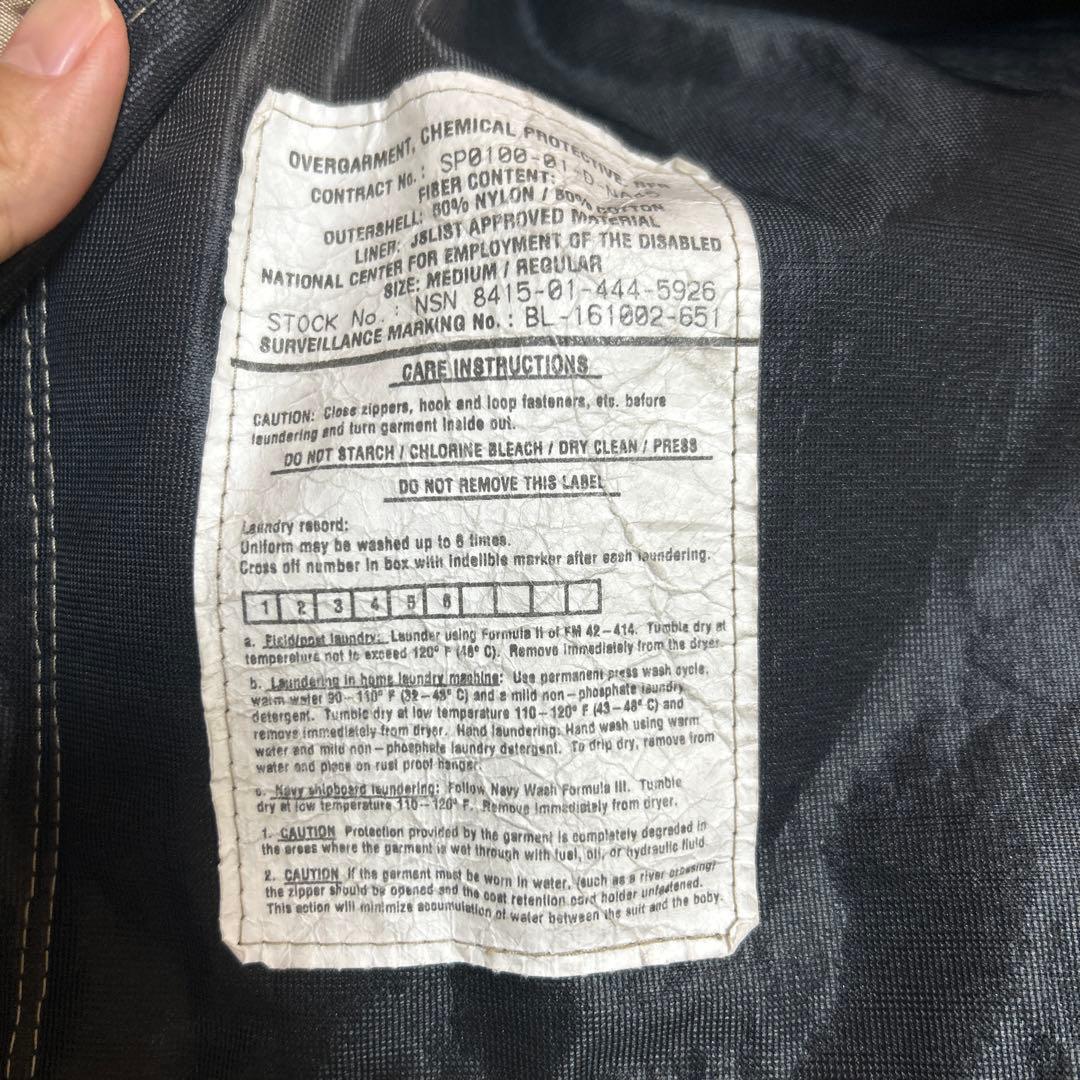 OVERGARMENT, CHEMICAL PROTECTIVE,
CONTRACT No.: SP0100-01-D-
FIBER CONTENT:
OUTERSHELL: 50% NYLON / 50% COTTON
LINER: JSLIST APPROVED MATERIAL
NATIONAL CENTER FOR EMPLOYMENT OF THE DISABLED
SIZE: MEDIUM / REGULAR
STOCK No.: NSN 8415-01-444-5926
SURVEILLANCE MARKING No.: BL-161002-651
CARE INSTRUCTIONS
CAUTION: Close zippers, hook and loop fasteners, etc. before
laundering and turn garment inside out.
DO NOT STARCH / CHLORINE BLEACH / DRY CLEAN / PRESS
DO NOT REMOVE THIS LABEL
Laundry record:
Uniform may be washed up to 6 times.
Cross off number in box with indelible marker after each laundering.
1 2 3 4 5 6
a. Field/post laundry: Launder using Formula II of FM 42-414. Tumble dry at
temperature not to exceed 120° F (48° C). Remove immediately from the dryer
b. Laundering in home laundry machine: Use permanent press wash cycle,
warm water 90-110° F (32-43° C) and a mild non-phosphate laundry
detergent. Tumble dry at low temperature 110-120° F (43-48° C) and
remove immediately from dryer. Hand laundering: Hand wash using warm
water and mild non-phosphate laundry detergent. To drip dry, remove from
water and place on rust proof hanger.
c. Navy shipboard laundering: Follow Navy Wash Formula III. Tumble
dry at low temperature 110-120° F. Remove immediately from dryer.
1. CAUTION Protection provided by the garment is completely degraded in
the areas where the garment is wet through with fuel, oil, or hydraulic fluid.
2. CAUTION If the garment must be worn in water, (such as a river crossing)
the zipper should be opened and the coat retention cord holder unfastened.
This action will minimize accumulation of water between the suit and the body.